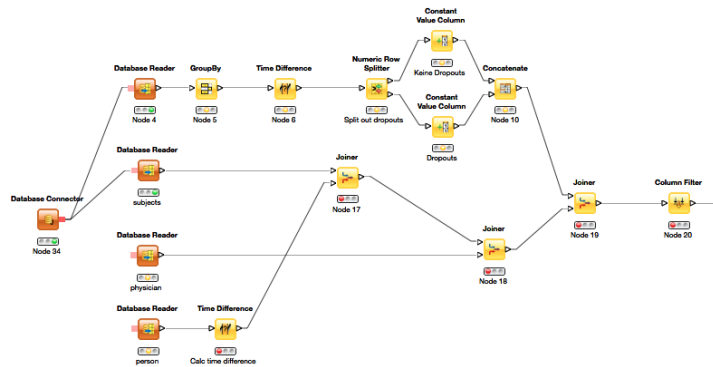 Constant
Value Column
Keine Dropouts
Database Reader
Node 4
GroupBy
Node 5
Time Difference
Node 6
Numeric Row
Splitter
Split out dropouts
Concatenate
Node 10
Constant
Value Column
Dropouts
Database Reader
subjects
Joiner
Node 17
Database Connector
Node 34
Joiner
Node 19
Column Filter
Node 20
Database Reader
physician
Joiner
Node 18
Database Reader
person
Time Difference
Calc time difference